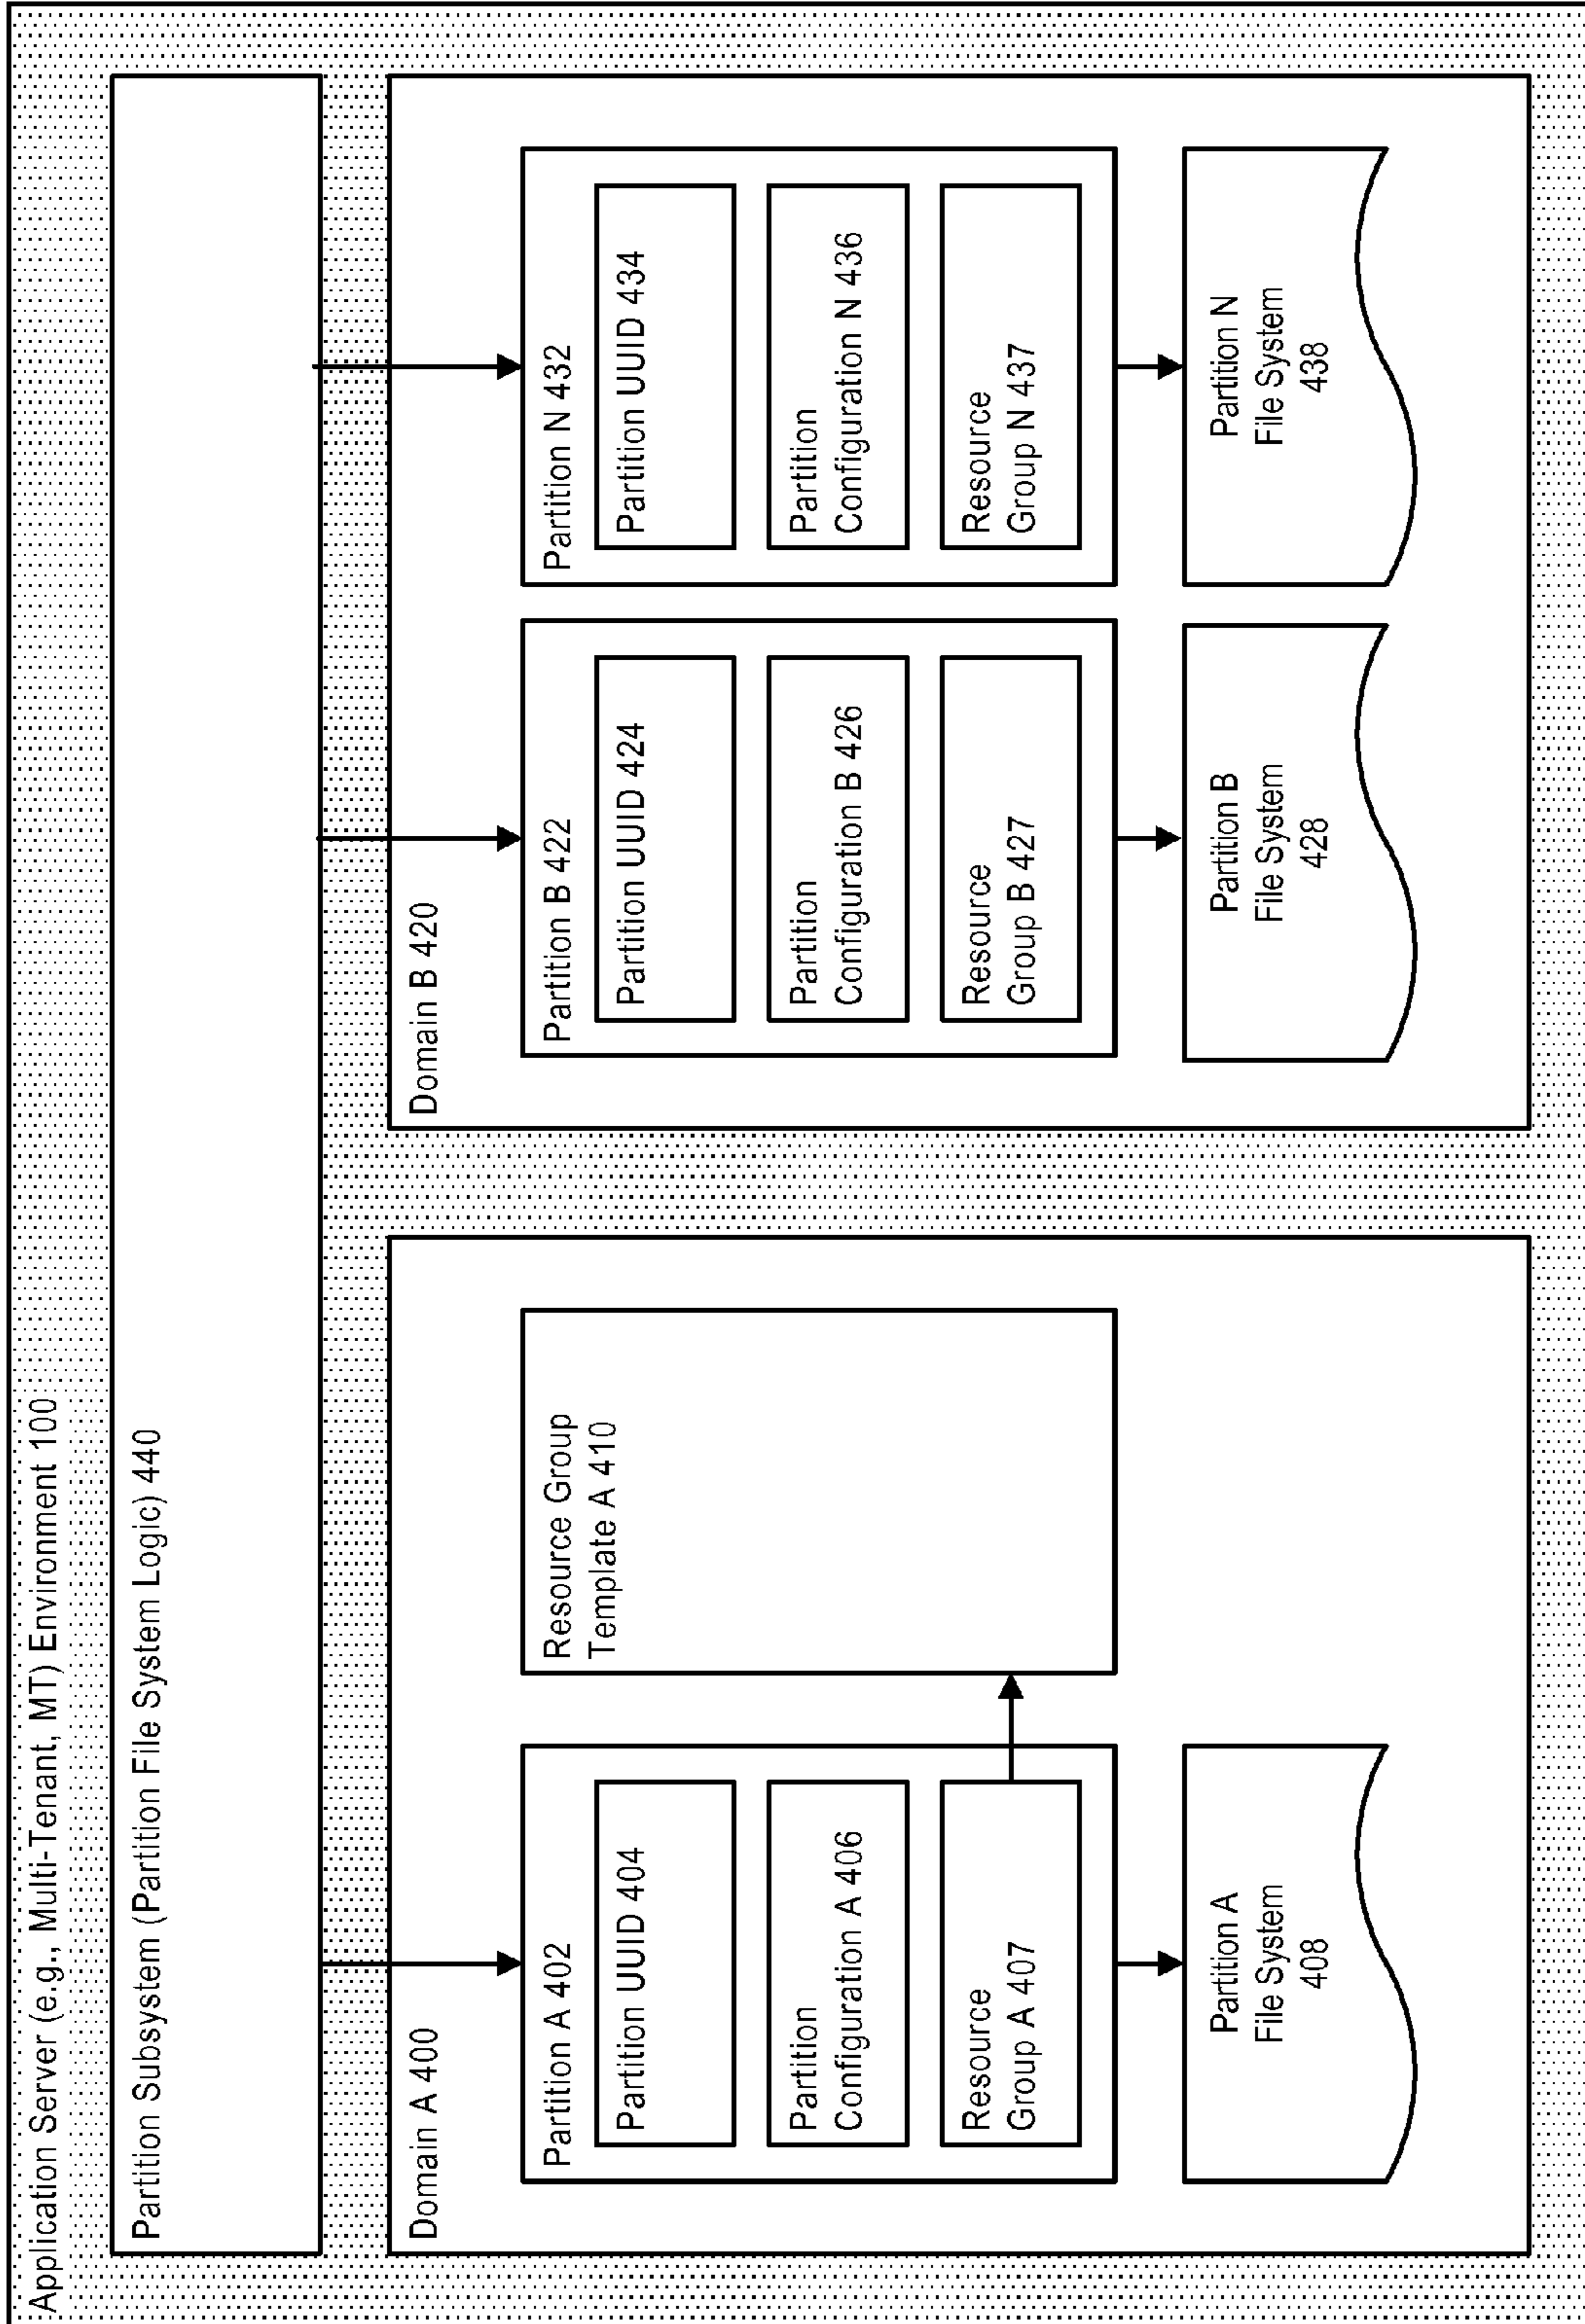 Application Server (e.g., Multi-Tenant, MT) Environment 100
Partition Subsystem (Partition File System Logic) 440
Domain A 400
Partition A 402
Partition UUID 404
Partition
Configuration A 406
Resource
Group A 407
Partition A
File System
408
Resource Group
Template A 410
Domain B 420
Partition B 422
Partition UUID 424
Partition
Configuration B 426
Resource
Group B 427
Partition B
File System
428
Partition N 432
Partition UUID 434
Partition
Configuration N 436
Resource
Group N 437
Partition N
File System
438